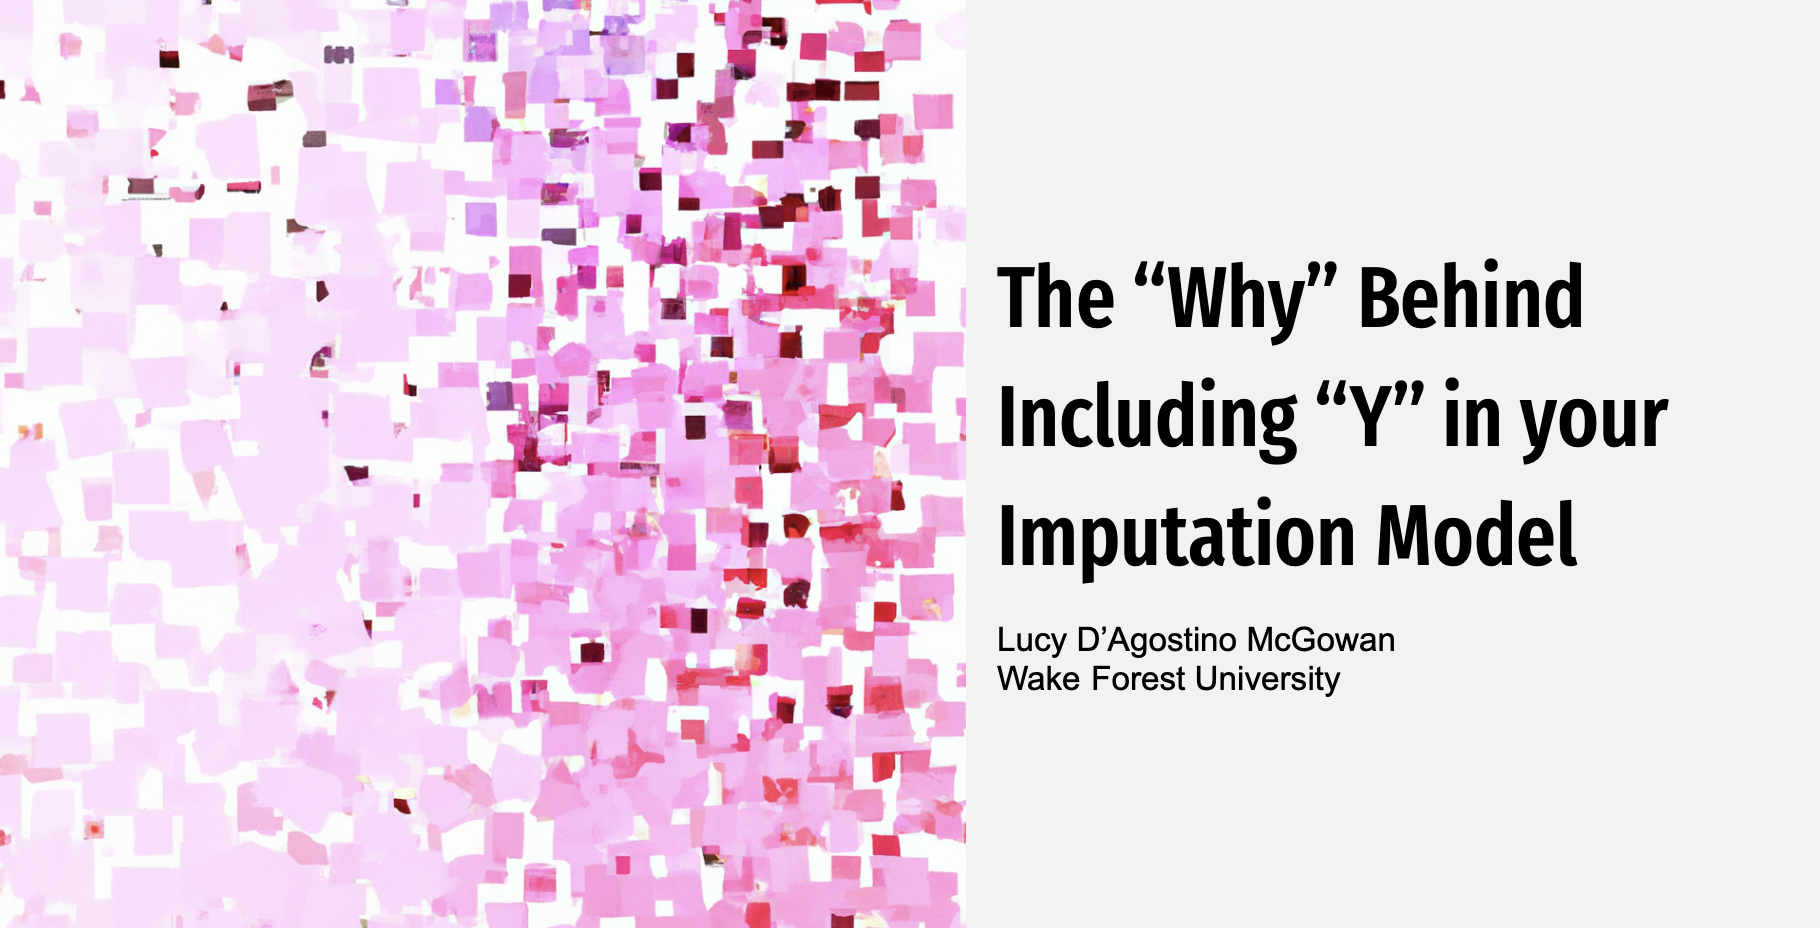 The “Why” Behind
Including “Y” in your
Imputation Model
Lucy D’Agostino McGowan
Wake Forest University